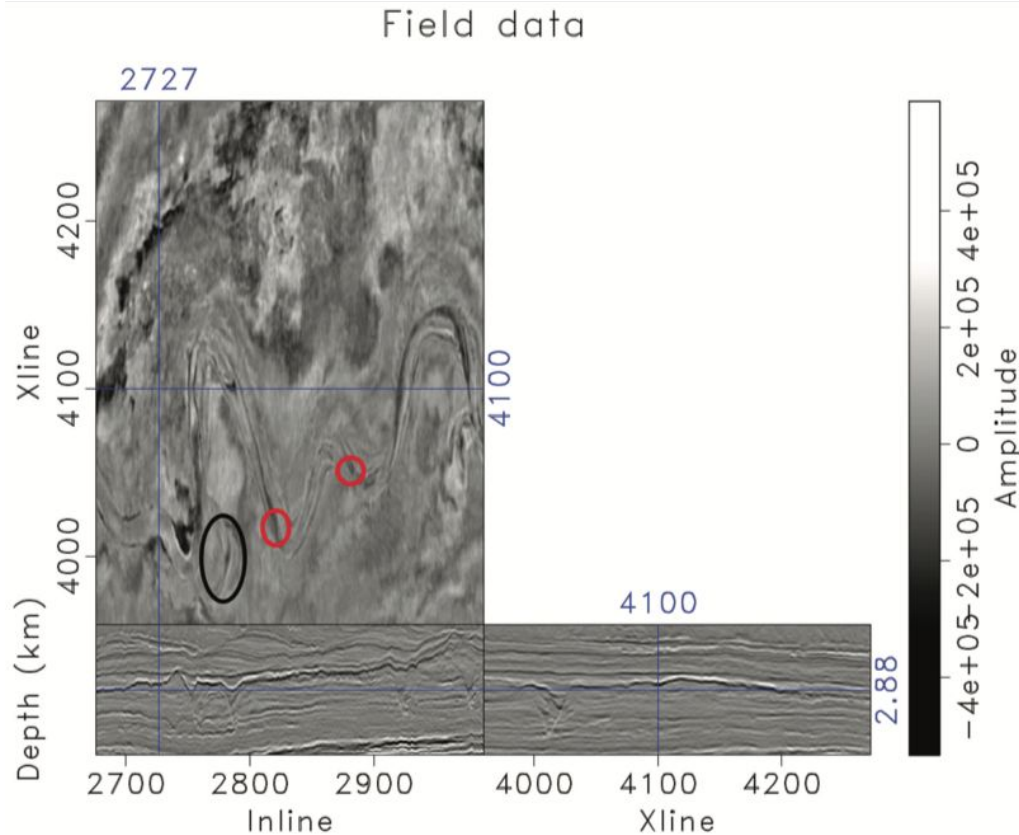 Field data
2727
4200
4100
4000
Xline
4100
4100
2.88
Depth (km)
2700 2800 2900
4000 4100 4200
Inline
Xline
4e+05
2e+05
0
−2e+05
−4e+05
Amplitude